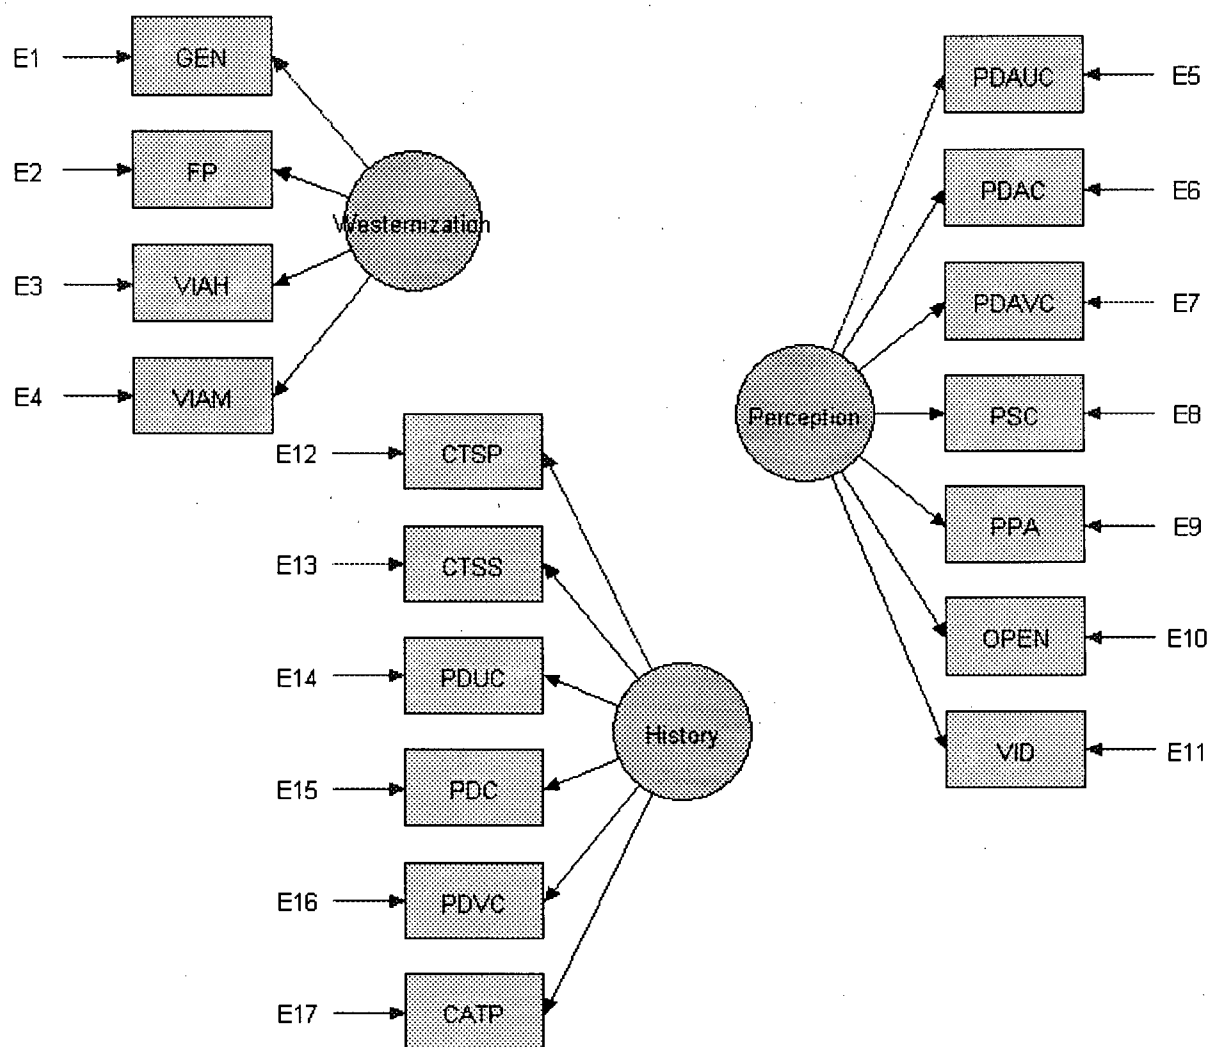 E1 GEN
E2 FP
E3 VIAH
E4 VIAM
Westernization
PDAUC E5
PDAC E6
PDAVC E7
PSC E8
PPA E9
OPEN E10
VID E11
Perception
E12 CTSP
E13 CTSS
E14 PDUC
E15 PDC
E16 PDVC
E17 CATP
History